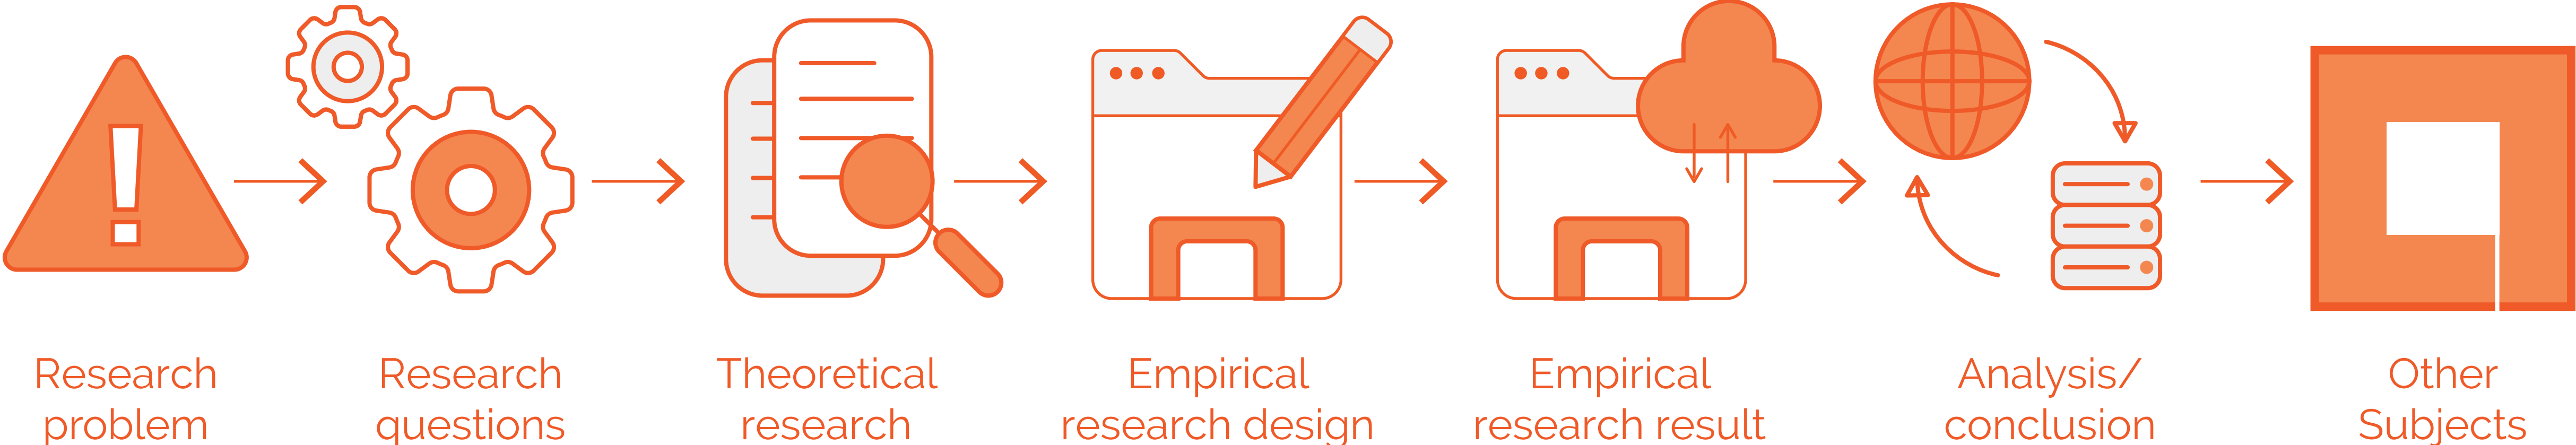 Research
problem
Research
questions
Theoretical
research
Empirical
research design
Empirical
research result
Analysis/
conclusion
Other
Subjects